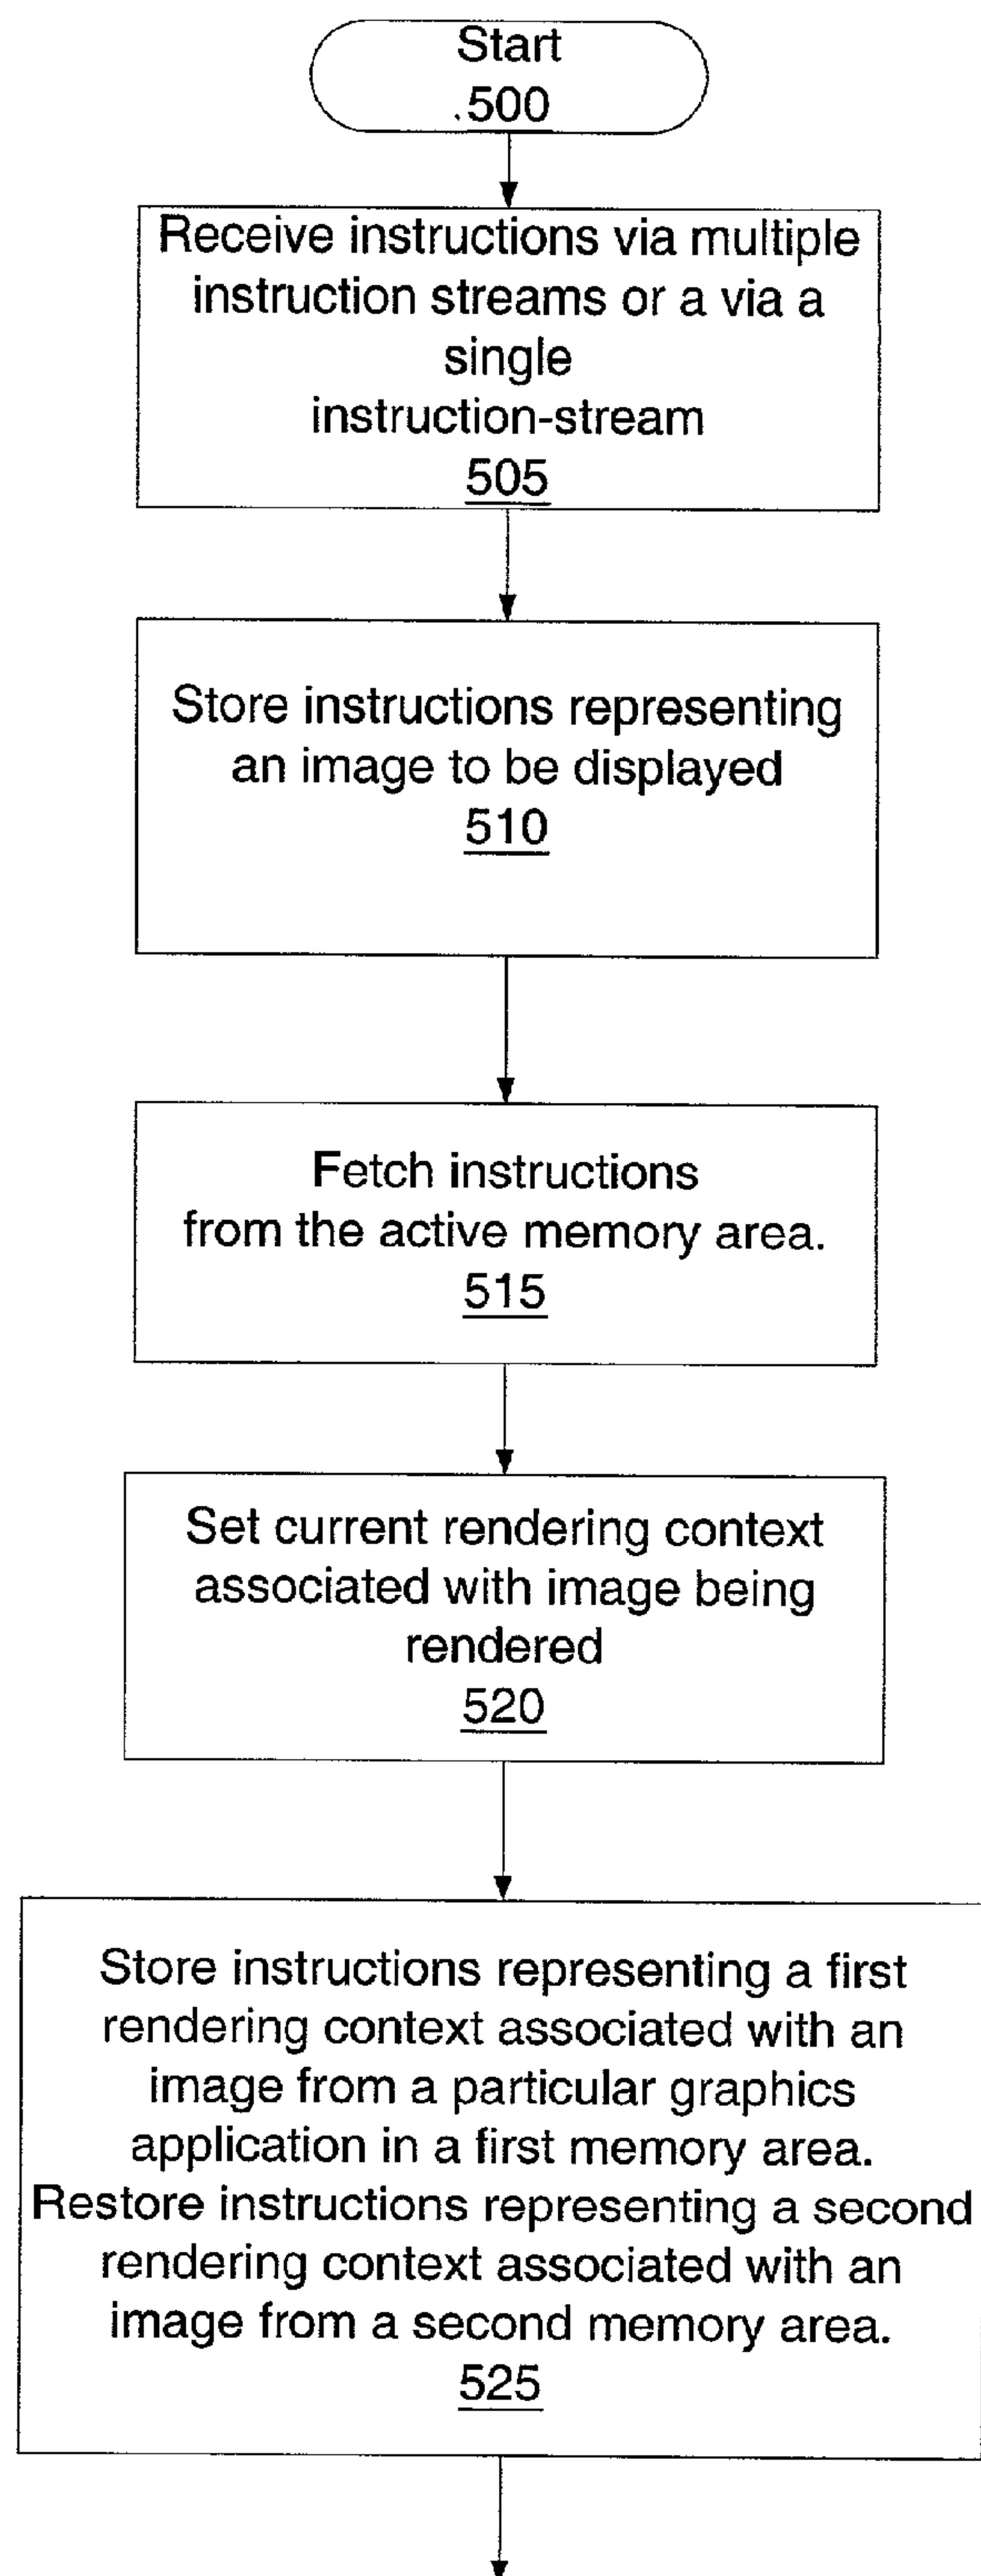 Start
.500
Receive instructions via multiple
instruction streams or a via a
single
instruction-stream
505
Store instructions representing
an image to be displayed
510
Fetch instructions
from the active memory area.
515
Set current rendering context
associated with image being
rendered
520
Store instructions representing a first
rendering context associated with an
image from a particular graphics
application in a first memory area.
Restore instructions representing a second
rendering context associated with an
image from a second memory area.
525